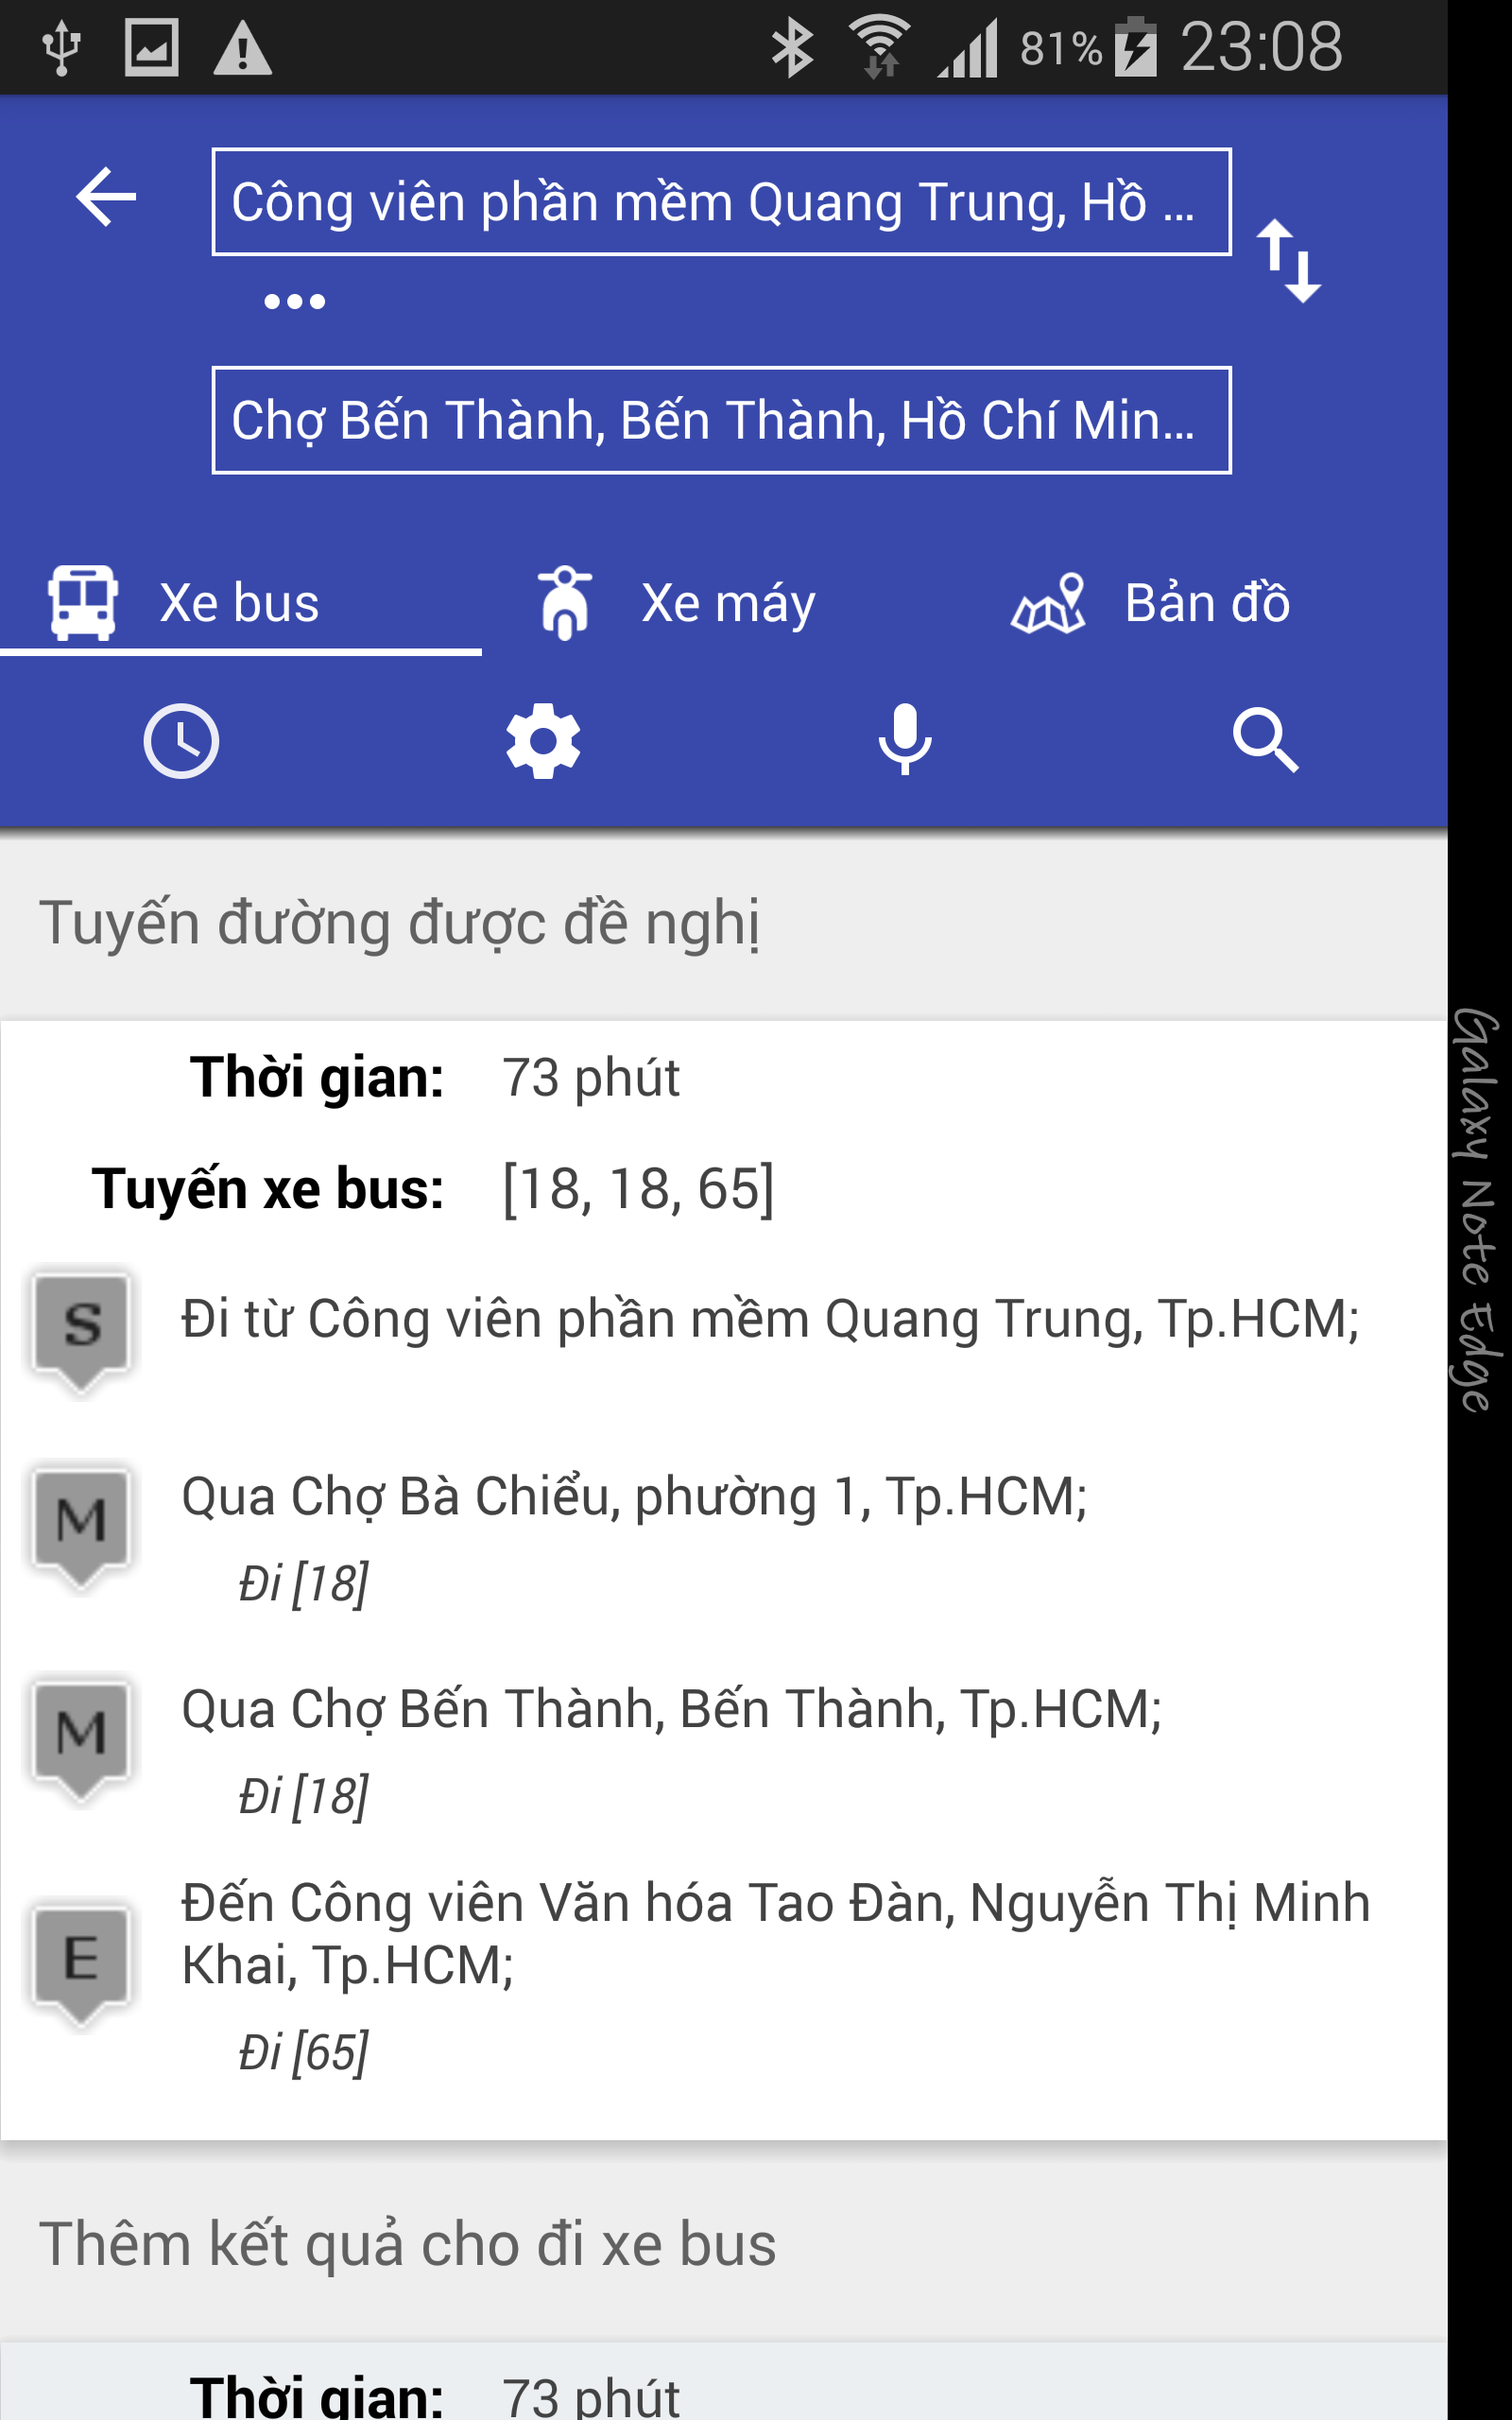 81% 23:08
Công viên phần mềm Quang Trung, Hồ ...
Chợ Bến Thành, Bến Thành, Hồ Chí Min...
Xe bus Xe máy Bản đồ
Tuyến đường được đề nghị
Thời gian: 73 phút
Tuyến xe bus: [18, 18, 65]
S Đi từ Công viên phần mềm Quang Trung, Tp.HCM;
M Qua Chợ Bà Chiểu, phường 1, Tp.HCM;
Đi [18]
M Qua Chợ Bến Thành, Bến Thành, Tp.HCM;
Đi [18]
E Đến Công viên Văn hóa Tao Đàn, Nguyễn Thị Minh
Khai, Tp.HCM;
Đi [65]
Thêm kết quả cho đi xe bus
Thời gian: 73 phút
Galaxy Note Edge